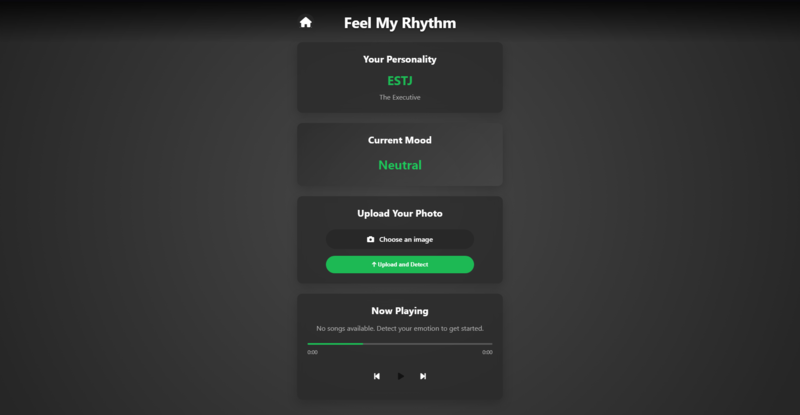 Feel My Rhythm
Your Personality
ESTJ
The Executive
Current Mood
Neutral
Upload Your Photo
Choose an image
Upload and Detect
Now Playing
No songs available. Detect your emotion to get started.
0:00 0:00